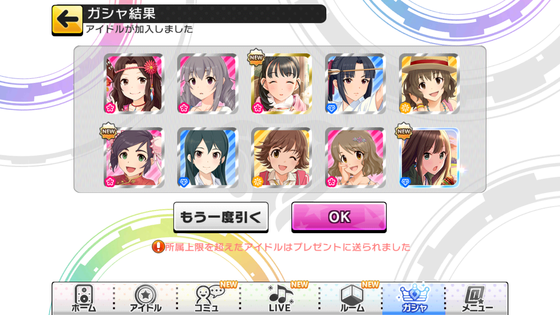 ガシャ結果
アイドルが加入しました
NEW
NEW
NEW
もう一度引く
OK
所属上限を超えたアイドルはプレゼントに送られました
NEW
NEW
NEW
ホーム
アイドル
コミュ
LIVE
ルーム
ガシャ
メニュー